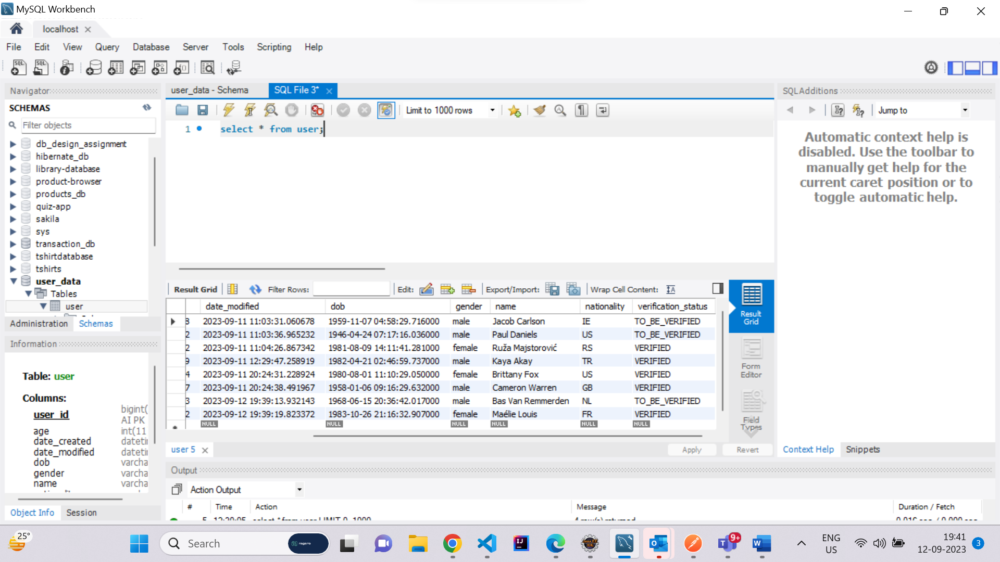 MySQL Workbench
localhost
File Edit View Query Database Server Tools Scripting Help
Navigator
SCHEMAS
Filter objects
db_design_assignment
hibernate_db
library-database
product-browser
products_db
quiz-app
sakila
sys
transaction_db
tshirtdatabase
tshirts
user_data
Tables
user
Administration Schemas
Information
Table: user
Columns:
user_id bigint(
AI PK
age int(11
date_created dateti
date_modified dateti
dob varcha
gender varcha
name varcha
Object Info Session
user_data - Schema SQL File 3*
Limit to 1000 rows
1 select * from user;
Result Grid Filter Rows: Edit: Export/Import: Wrap Cell Content:
date_modified dob gender name nationality verification_status
8 2023-09-11 11:03:31.060678 1959-11-07 04:58:29.716000 male Jacob Carlson IE TO_BE_VERIFIED
2 2023-09-11 11:03:36.965232 1946-04-24 07:17:16.036000 male Paul Daniels US TO_BE_VERIFIED
2 2023-09-11 11:04:26.867342 1981-08-09 14:11:41.281000 female Ruža Majstorović RS VERIFIED
9 2023-09-11 12:29:47.258919 1982-04-21 02:46:59.737000 male Kaya Akay TR VERIFIED
4 2023-09-11 20:24:31.228924 1980-08-01 11:10:29.050000 female Brittany Fox US VERIFIED
7 2023-09-11 20:24:38.491967 1958-01-06 09:16:29.632000 male Cameron Warren GB VERIFIED
3 2023-09-12 19:39:13.932143 1968-06-15 20:36:42.017000 male Bas Van Remmerden NL TO_BE_VERIFIED
2 2023-09-12 19:39:19.823372 1983-10-26 21:16:32.907000 female Maélie Louis FR VERIFIED
NULL NULL NULL NULL NULL NULL
Result
Grid
Form
Editor
Field
Types
user 5 Apply Revert
Output
Action Output
# Time Action Message Duration / Fetch
5 select * from user LIMIT 0, 1000 4 row(s) returned
SQLAdditions
Jump to
Automatic context help is
disabled. Use the toolbar to
manually get help for the
current caret position or to
toggle automatic help.
Context Help Snippets
25°
Search
nagarro
9+
ENG
US
19:41
12-09-2023
3